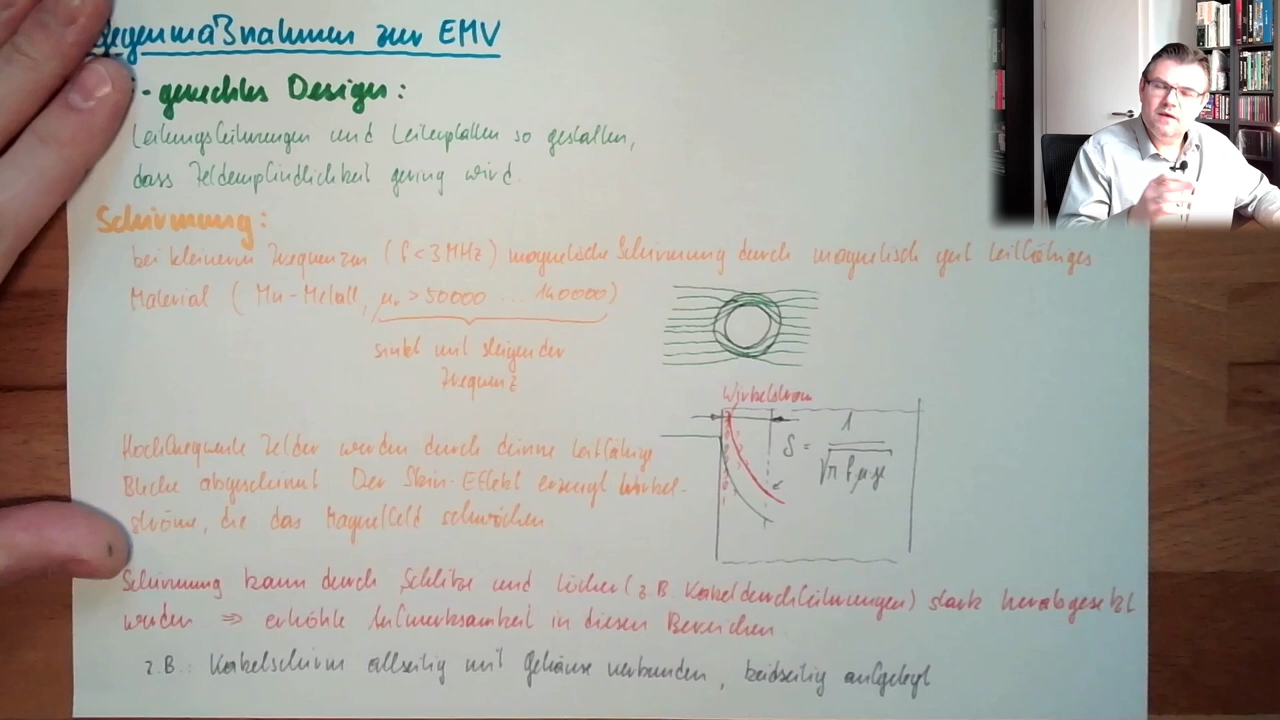 Gegenmaßnahmen zur EMV
-gerechtes Design:
Leitungsführungen und Leiterplatten so gestalten,
dass Feldempfindlichkeit gering wird.
Schirmung:
bei kleineren Frequenzen (f < 3 MHz) magnetische Schirmung durch magnetisch gut leitfähiges
Material (Mu-Metall, μr > 50000 ... 140000)
sinkt mit steigender
Frequenz
Wirbelstrom
δ = 1 / √(π f μ ϰ)
Hochfrequente Felder werden durch dünne leitfähige
Bleche abgeschirmt Der Skin-Effekt erzeugt Wirbel-
ströme, die das Magnetfeld schwächen
Schirmung kann durch Schlitze und Löcher (z.B. Kabeldurchführungen) stark herabgesetzt
werden ⇒ erhöhte Aufmerksamkeit in diesen Bereichen
z.B.: Kabelschirm allseitig mit Gehäuse verbunden, beidseitig aufgelegt